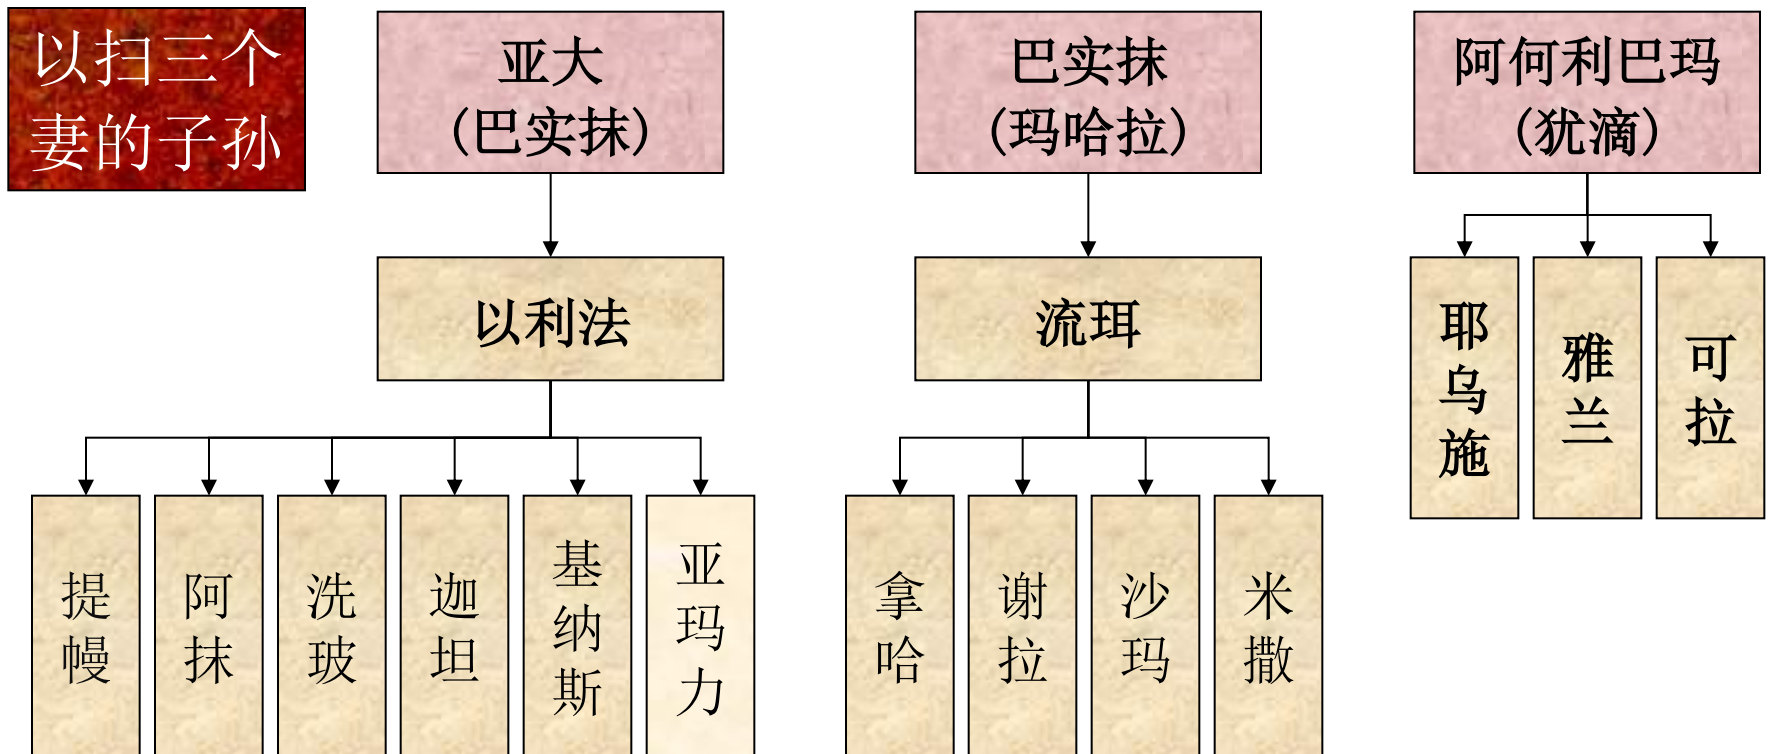 以扫三个
妻的子孙
亚大
(巴实抹)
巴实抹
(玛哈拉)
阿何利巴玛
(犹滴)
以利法
流珥
耶乌施
雅兰
可拉
提幔
阿抹
洗玻
迦坦
基纳斯
亚玛力
拿哈
谢拉
沙玛
米撒